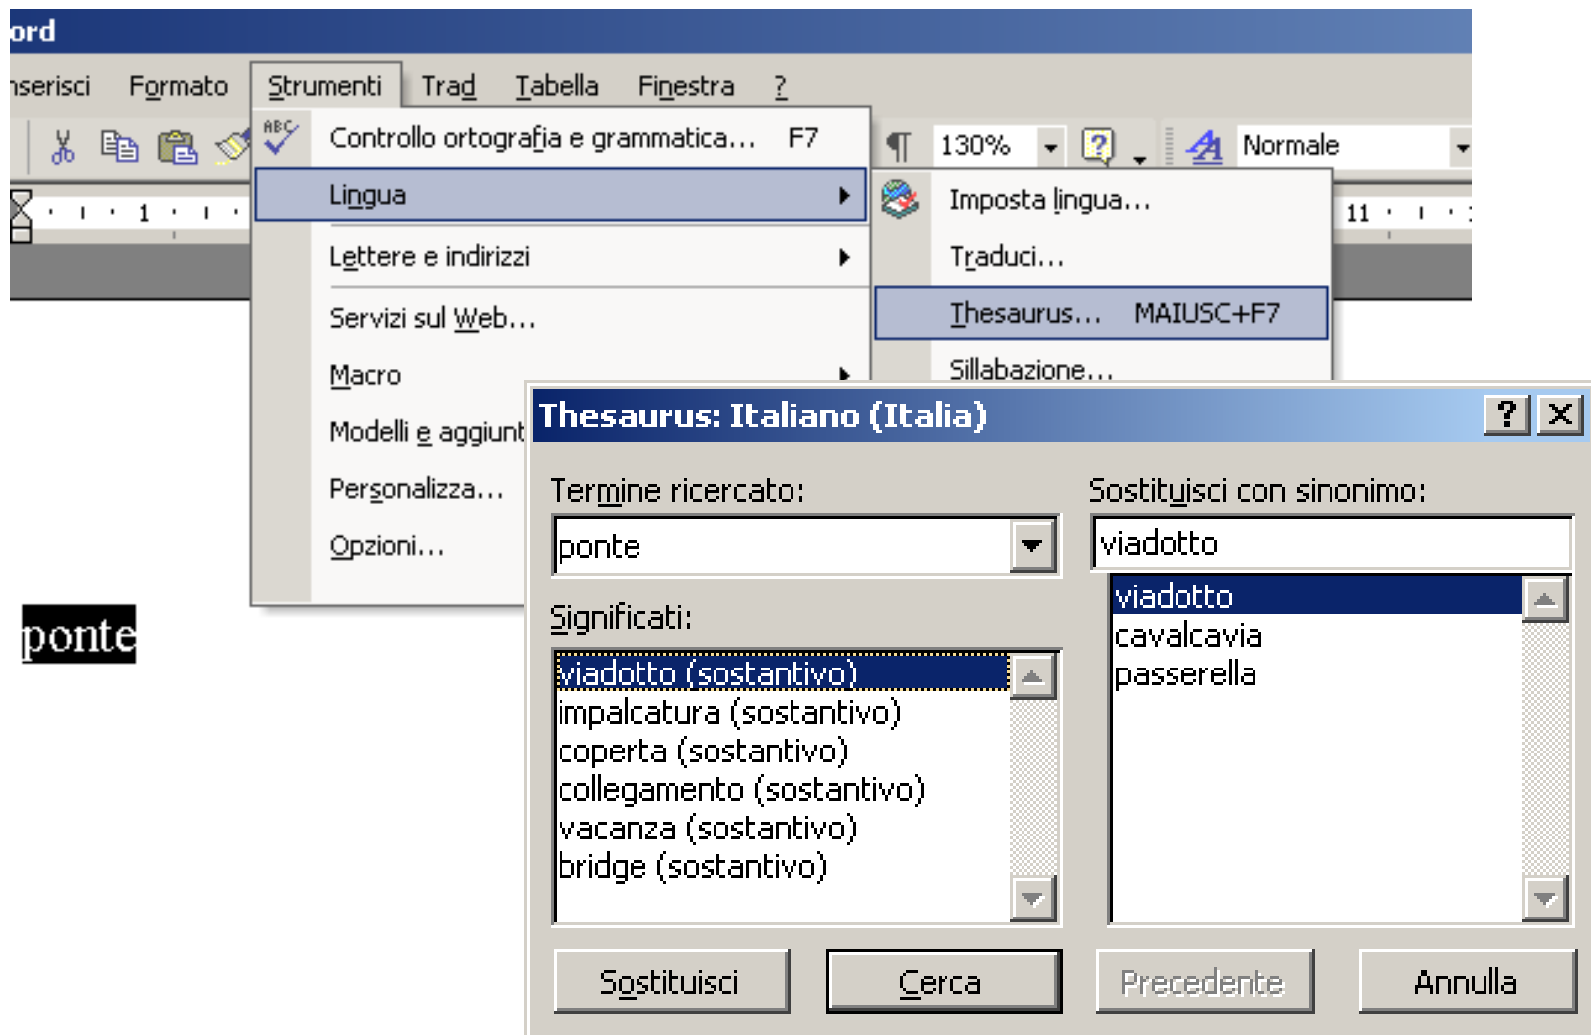 ord
nserisci Formato Strumenti Trad Tabella Finestra ?
ABC Controllo ortografia e grammatica... F7
¶ 130% ? A Normale
1 Lingua
Imposta lingua...
11
Lettere e indirizzi
Traduci...
Servizi sul Web...
Thesaurus... MAIUSC+F7
Macro
Sillabazione...
Modelli e aggiunt
Personalizza...
Opzioni...
ponte
Thesaurus: Italiano (Italia) ? X
Termine ricercato:
ponte
Significati:
viadotto (sostantivo)
impalcatura (sostantivo)
coperta (sostantivo)
collegamento (sostantivo)
vacanza (sostantivo)
bridge (sostantivo)
Sostituisci con sinonimo:
viadotto
viadotto
cavalcavia
passerella
Sostituisci Cerca Precedente Annulla